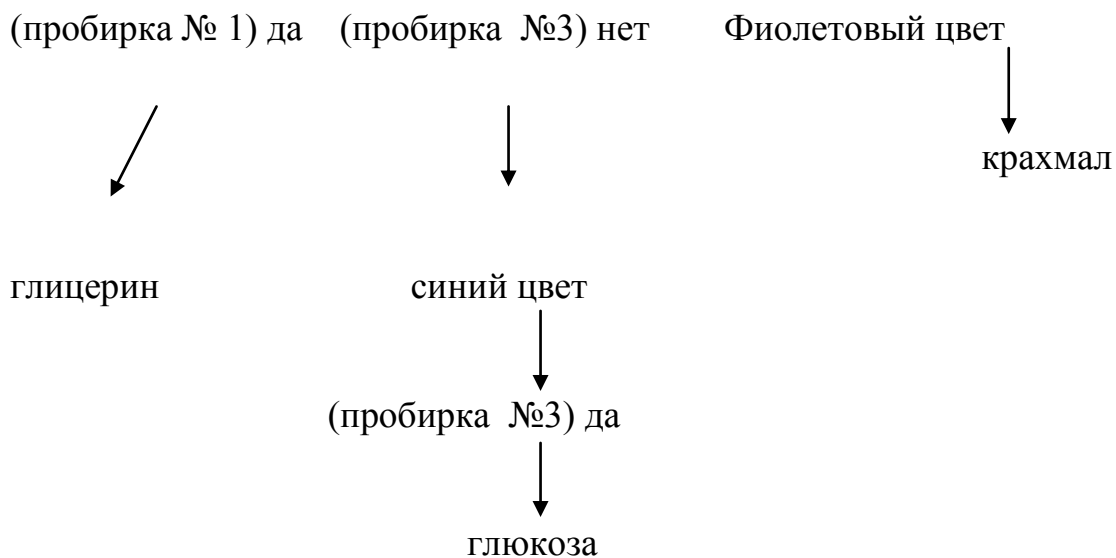 (пробирка № 1) да (пробирка №3) нет Фиолетовый цвет
крахмал
глицерин синий цвет
(пробирка №3) да
глюкоза